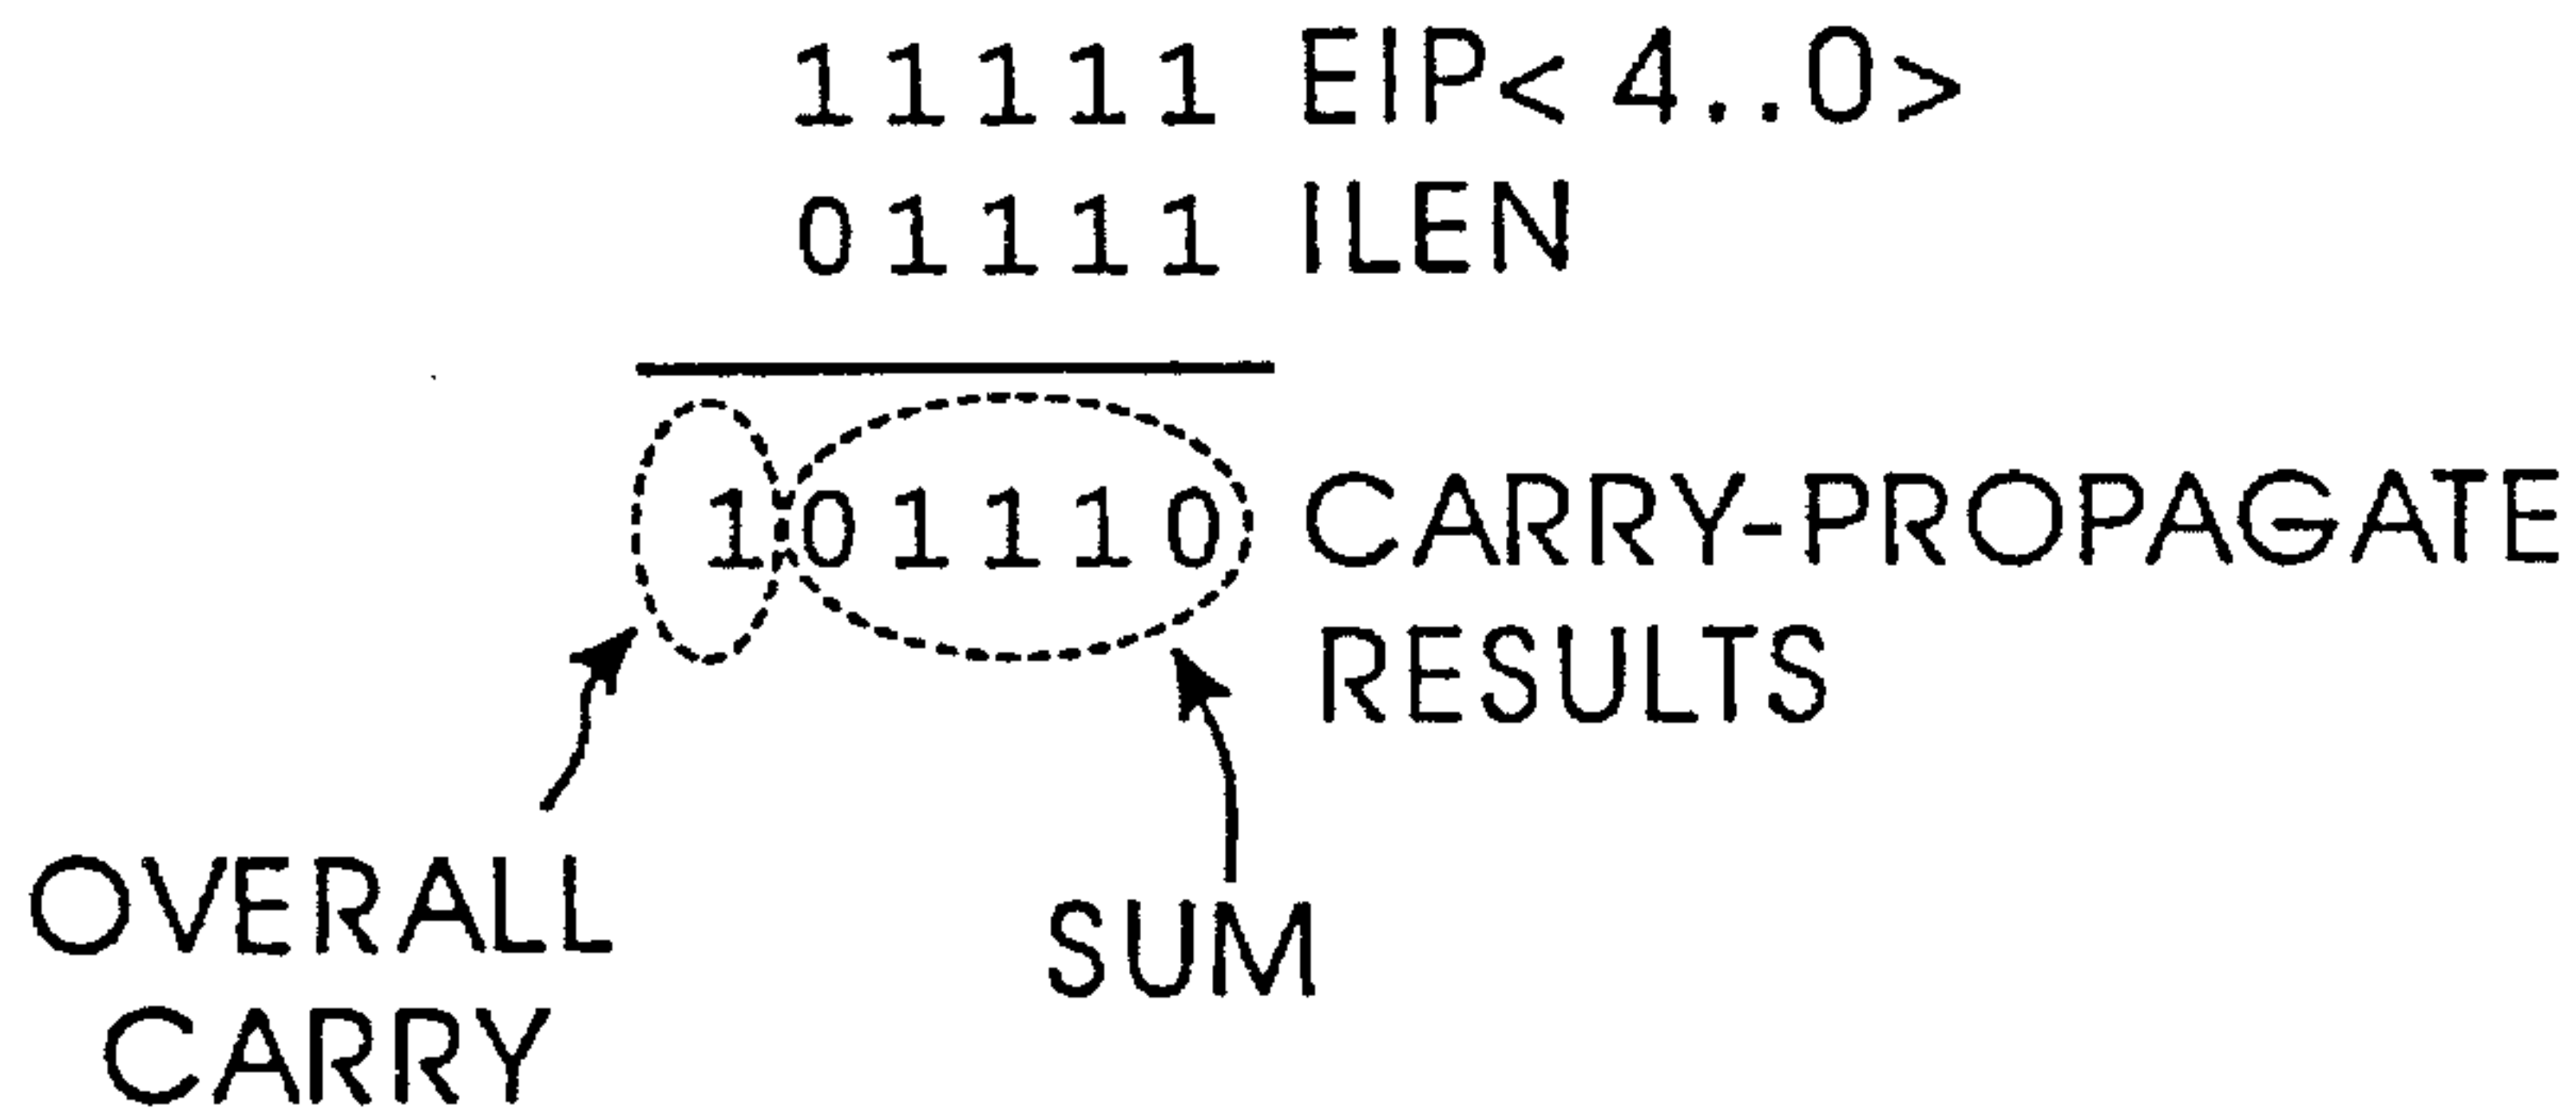 11111 EIP<4..0>
01111 ILEN
101110 CARRY-PROPAGATE
RESULTS
OVERALL
CARRY
SUM